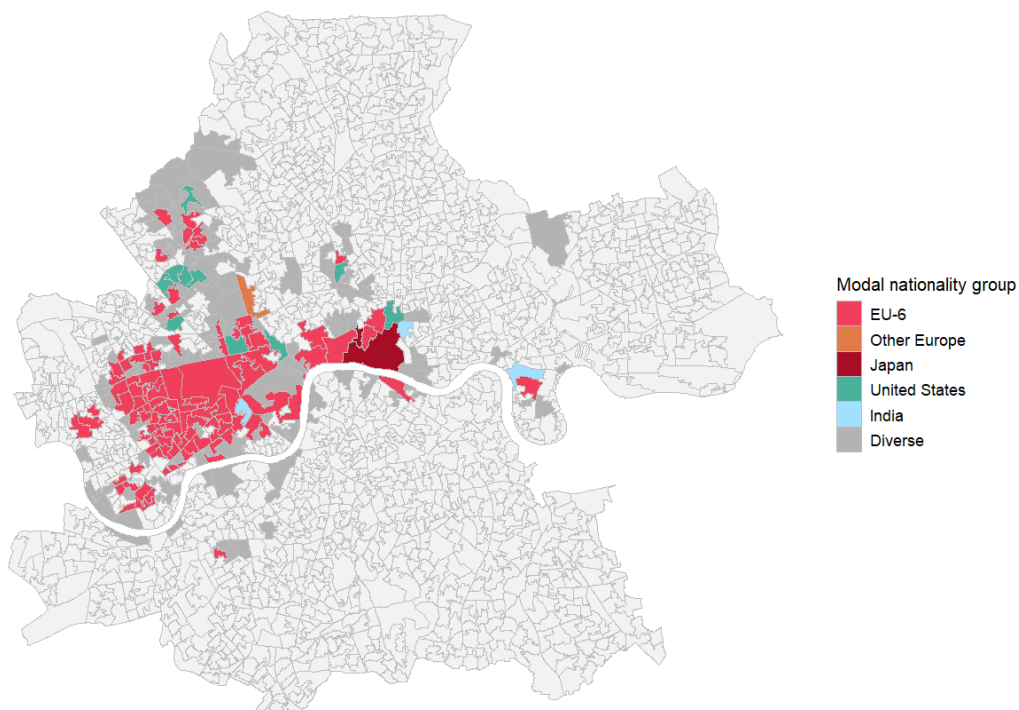 Modal nationality group
EU-6
Other Europe
Japan
United States
India
Diverse